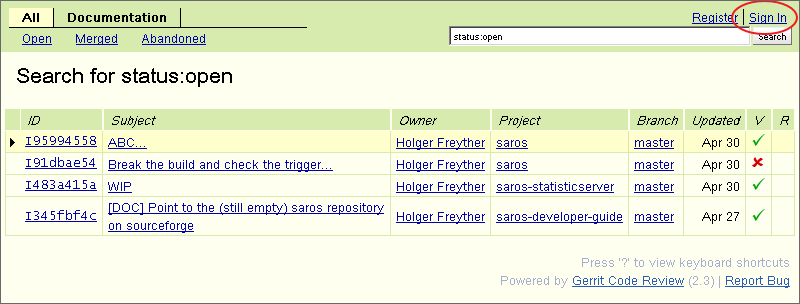 All Documentation Register | Sign In
Open Merged Abandoned status:open Search
Search for status:open
ID Subject Owner Project Branch Updated V R
I95994558 ABC... Holger Freyther saros master Apr 30
I91dbae54 Break the build and check the trigger... Holger Freyther saros master Apr 30
I483a415a WIP Holger Freyther saros-statisticserver master Apr 30
I345fbf4c [DOC] Point to the (still empty) saros repository Holger Freyther saros-developer-guide master Apr 27
on sourceforge
Press '?' to view keyboard shortcuts
Powered by Gerrit Code Review (2.3) | Report Bug